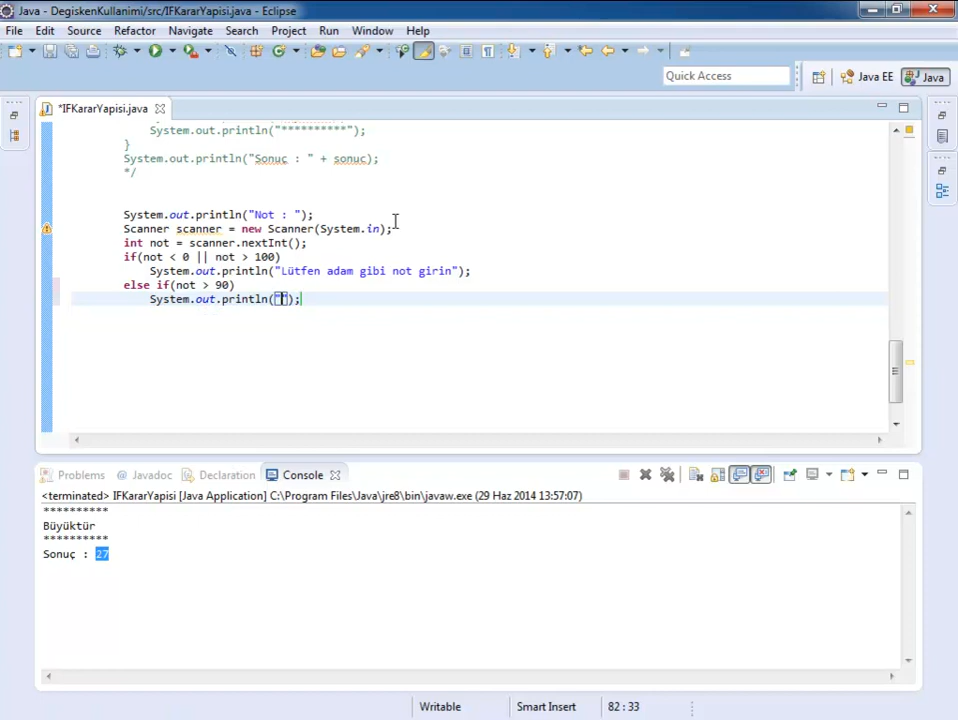 Java - DegiskenKullanimi/src/IFKararYapisi.java - Eclipse
File Edit Source Refactor Navigate Search Project Run Window Help
Quick Access
Java EE
Java
*IFKararYapisi.java
System.out.println("**********");
}
System.out.println("Sonuç : " + sonuc);
*/
System.out.println("Not : ");
Scanner scanner = new Scanner(System.in);
int not = scanner.nextInt();
if(not < 0 || not > 100)
System.out.println("Lütfen adam gibi not girin");
else if(not > 90)
System.out.println("");
Problems Javadoc Declaration Console
<terminated> IFKararYapisi [Java Application] C:\Program Files\Java\jre8\bin\javaw.exe (29 Haz 2014 13:57:07)
**********
Büyüktür
**********
Sonuç : 27
Writable Smart Insert 82 : 33